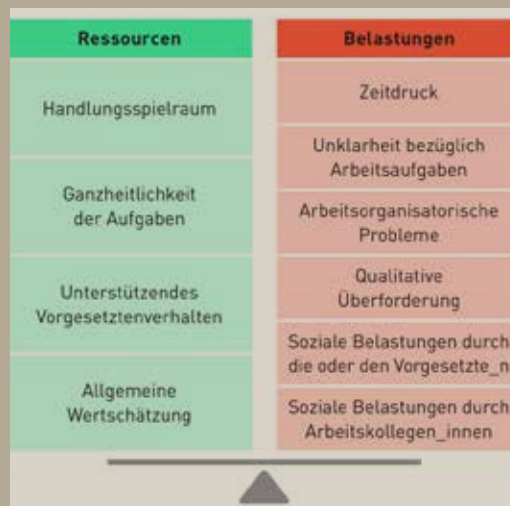 Ressourcen
Handlungsspielraum
Ganzheitlichkeit
der Aufgaben
Unterstützendes
Vorgesetztenverhalten
Allgemeine
Wertschätzung
Belastungen
Zeitdruck
Unklarheit bezüglich
Arbeitsaufgaben
Arbeitsorganisatorische
Probleme
Qualitative
Überforderung
Soziale Belastungen durch
die oder den Vorgesetzte_n
Soziale Belastungen durch
Arbeitskollegen_innen